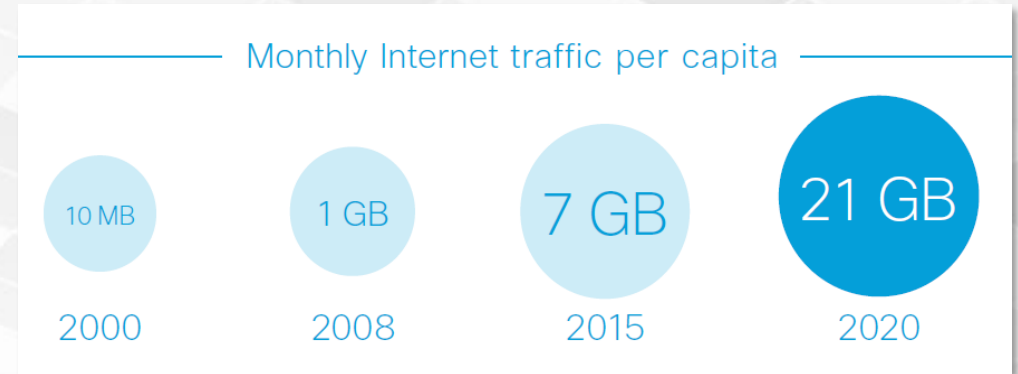 Monthly Internet traffic per capita
10 MB
1 GB
7 GB
21 GB
2000
2008
2015
2020